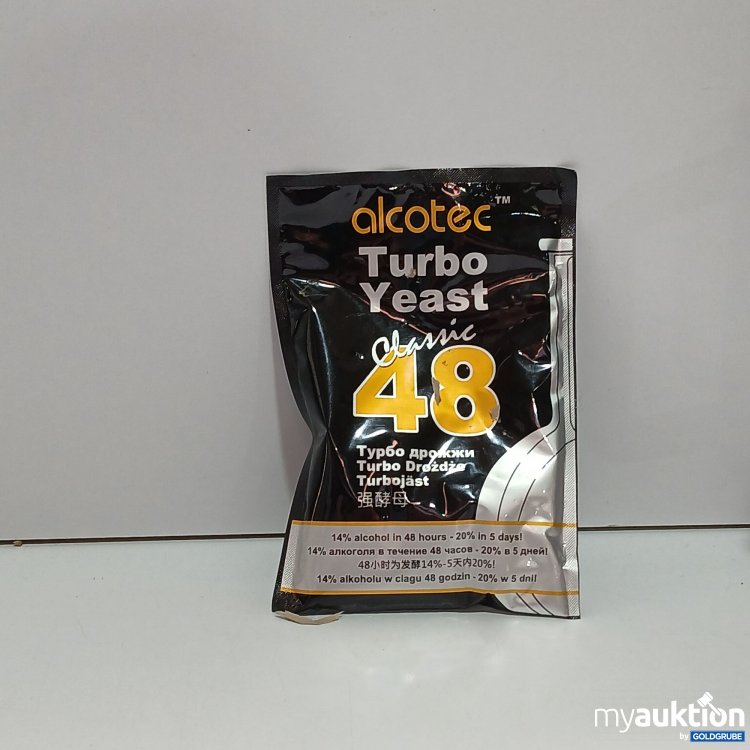 alcotec™
Turbo
Yeast
Classic
48
Турбо дрожжи
Turbo Drożdże
Turbojäst
强酵母
14% alcohol in 48 hours - 20% in 5 days!
14% алкоголя в течение 48 часов - 20% в 5 дней!
48小时为发酵14%-5天内20%!
14% alkoholu w ciagu 48 godzin - 20% w 5 dni!
myauktion
by GOLDGRUBE